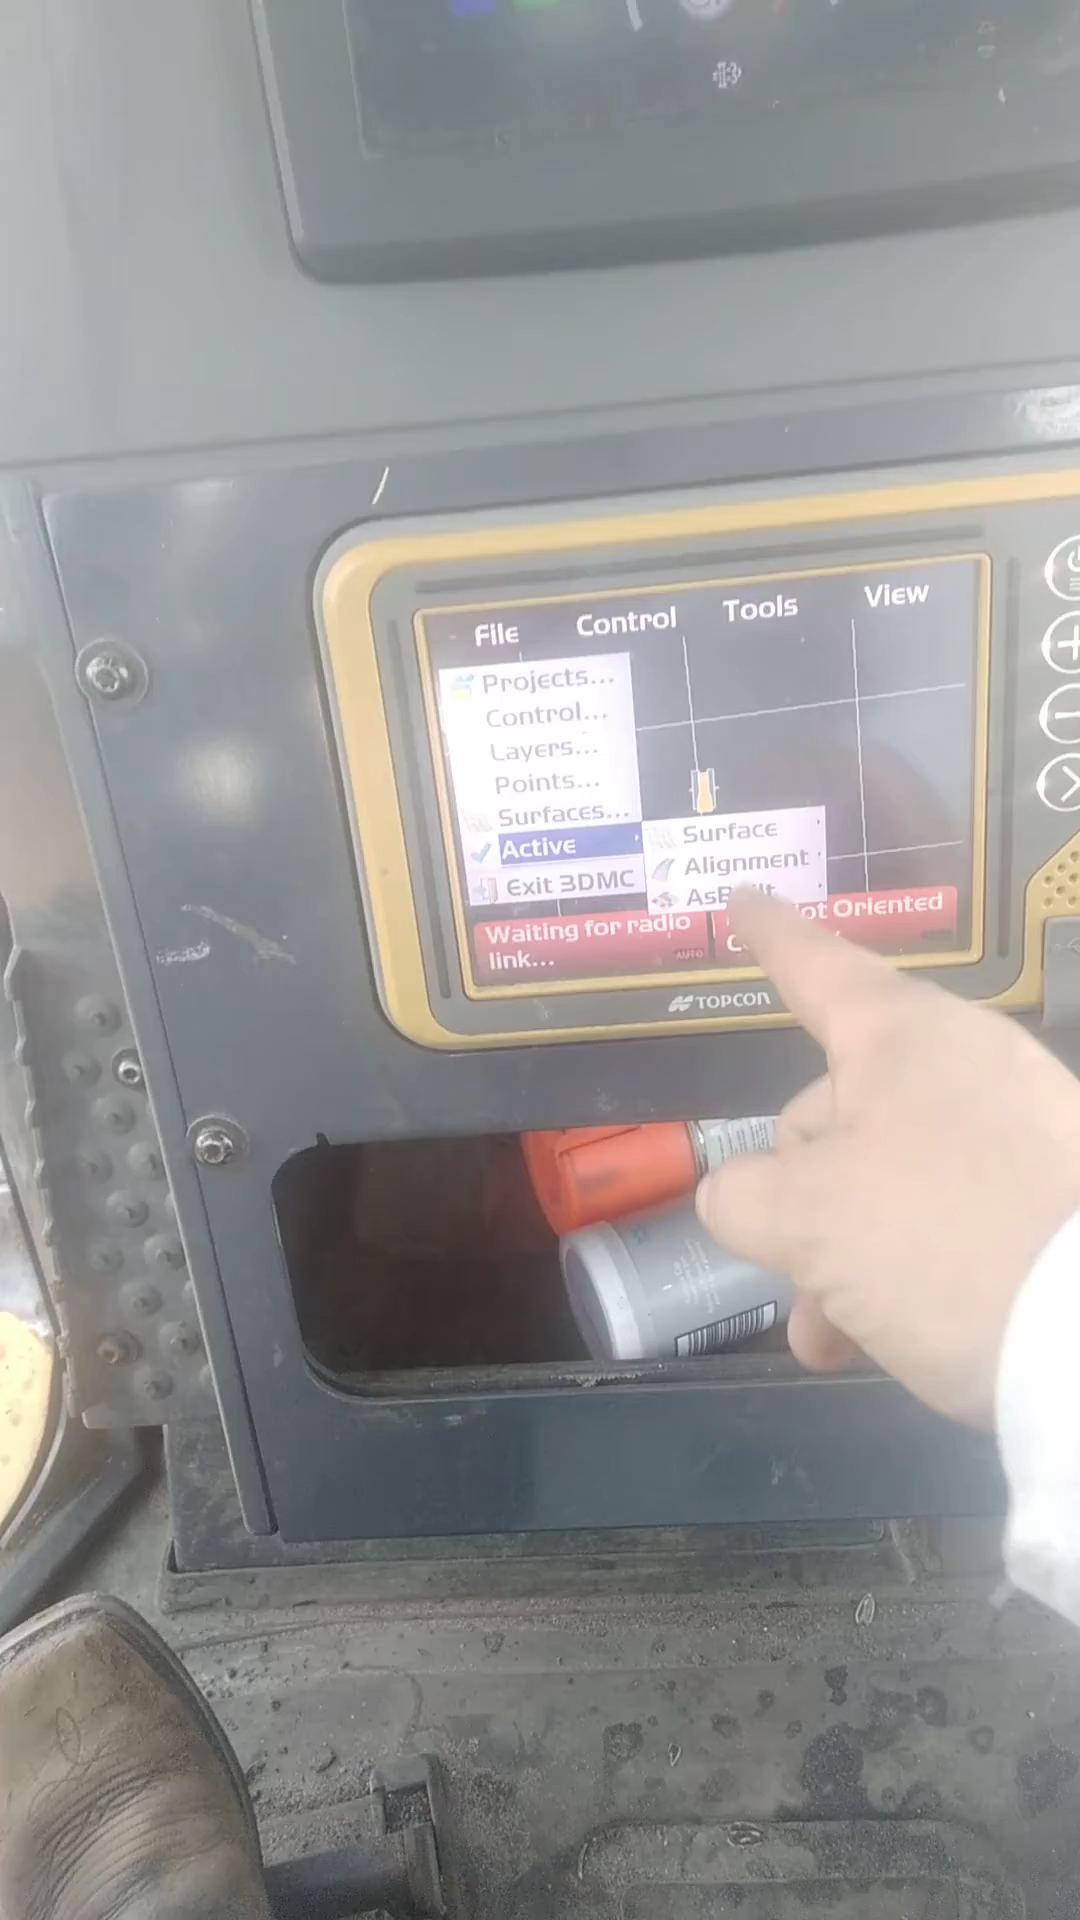 File Control Tools View
Projects...
Control...
Layers...
Points...
Surfaces...
Active
Exit 3DMC
Surface
Alignment
Waiting for radio
link...
AUTO
Oriented
TOPCON